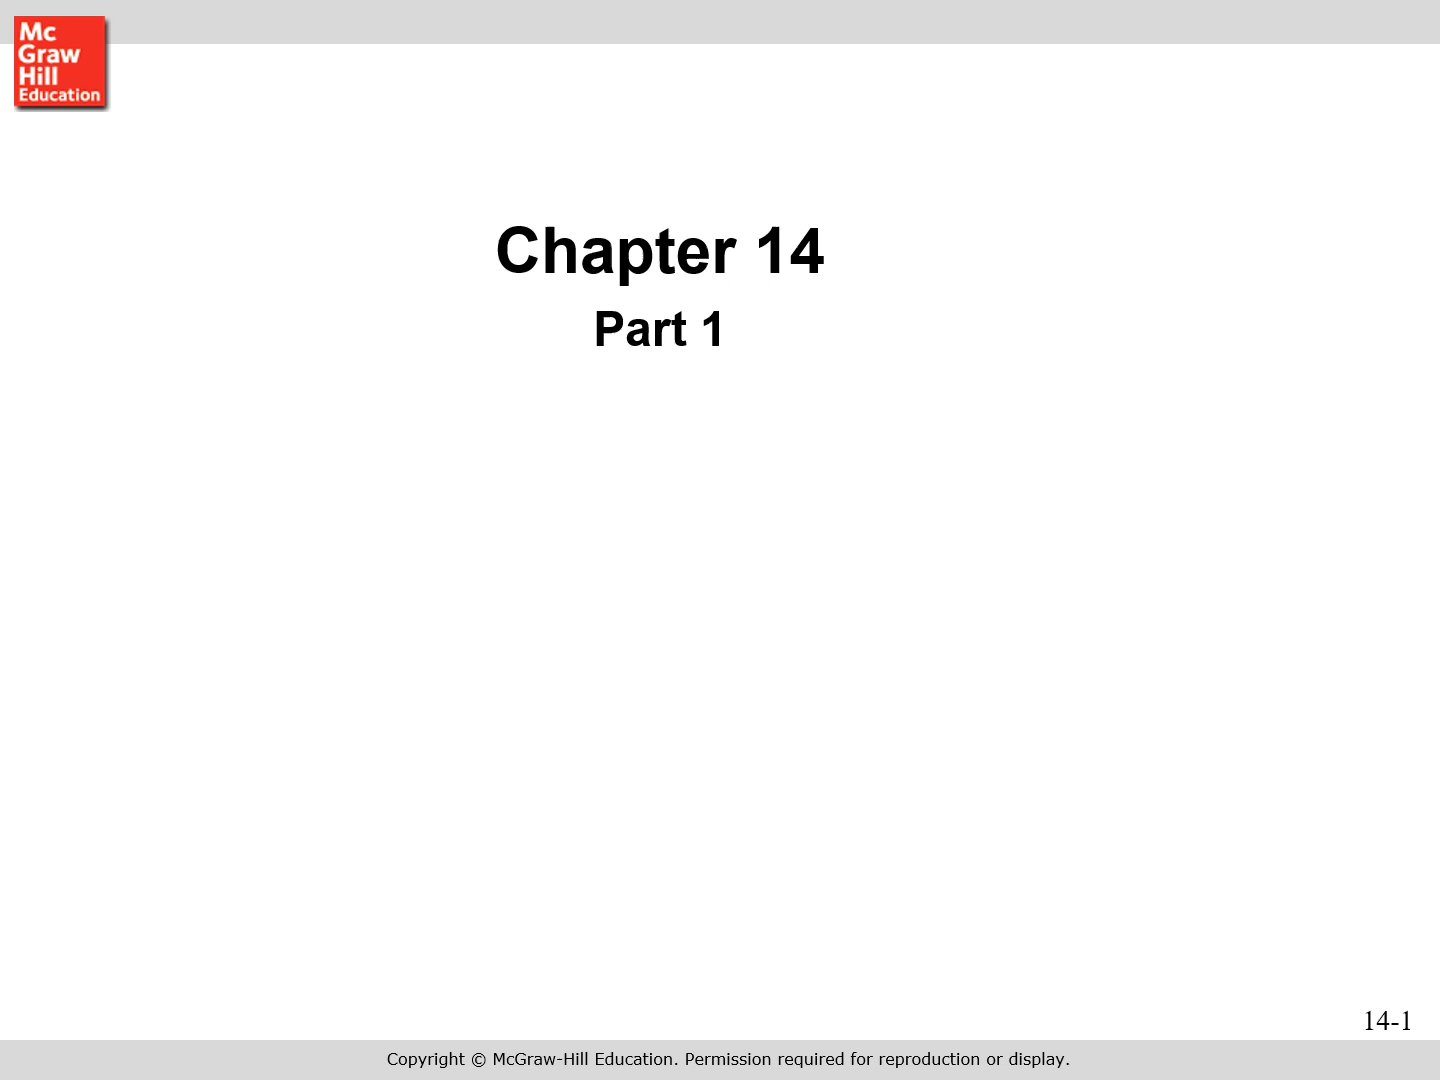 Mc
Graw
Hill
Education
Chapter 14
Part 1
14-1
Copyright © McGraw-Hill Education. Permission required for reproduction or display.